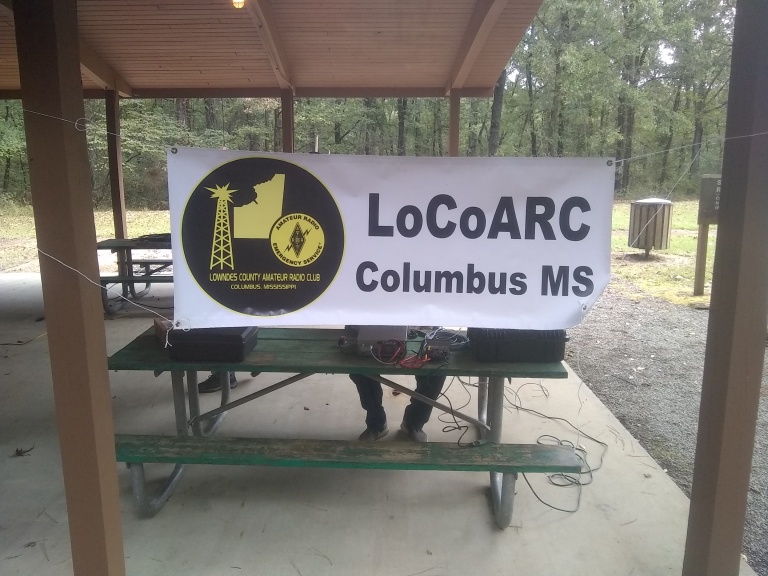 AMATEUR RADIO
EMERGENCY SERVICE
LOWNDES COUNTY AMATEUR RADIO CLUB
COLUMBUS, MISSISSIPPI
LoCoARC
Columbus MS